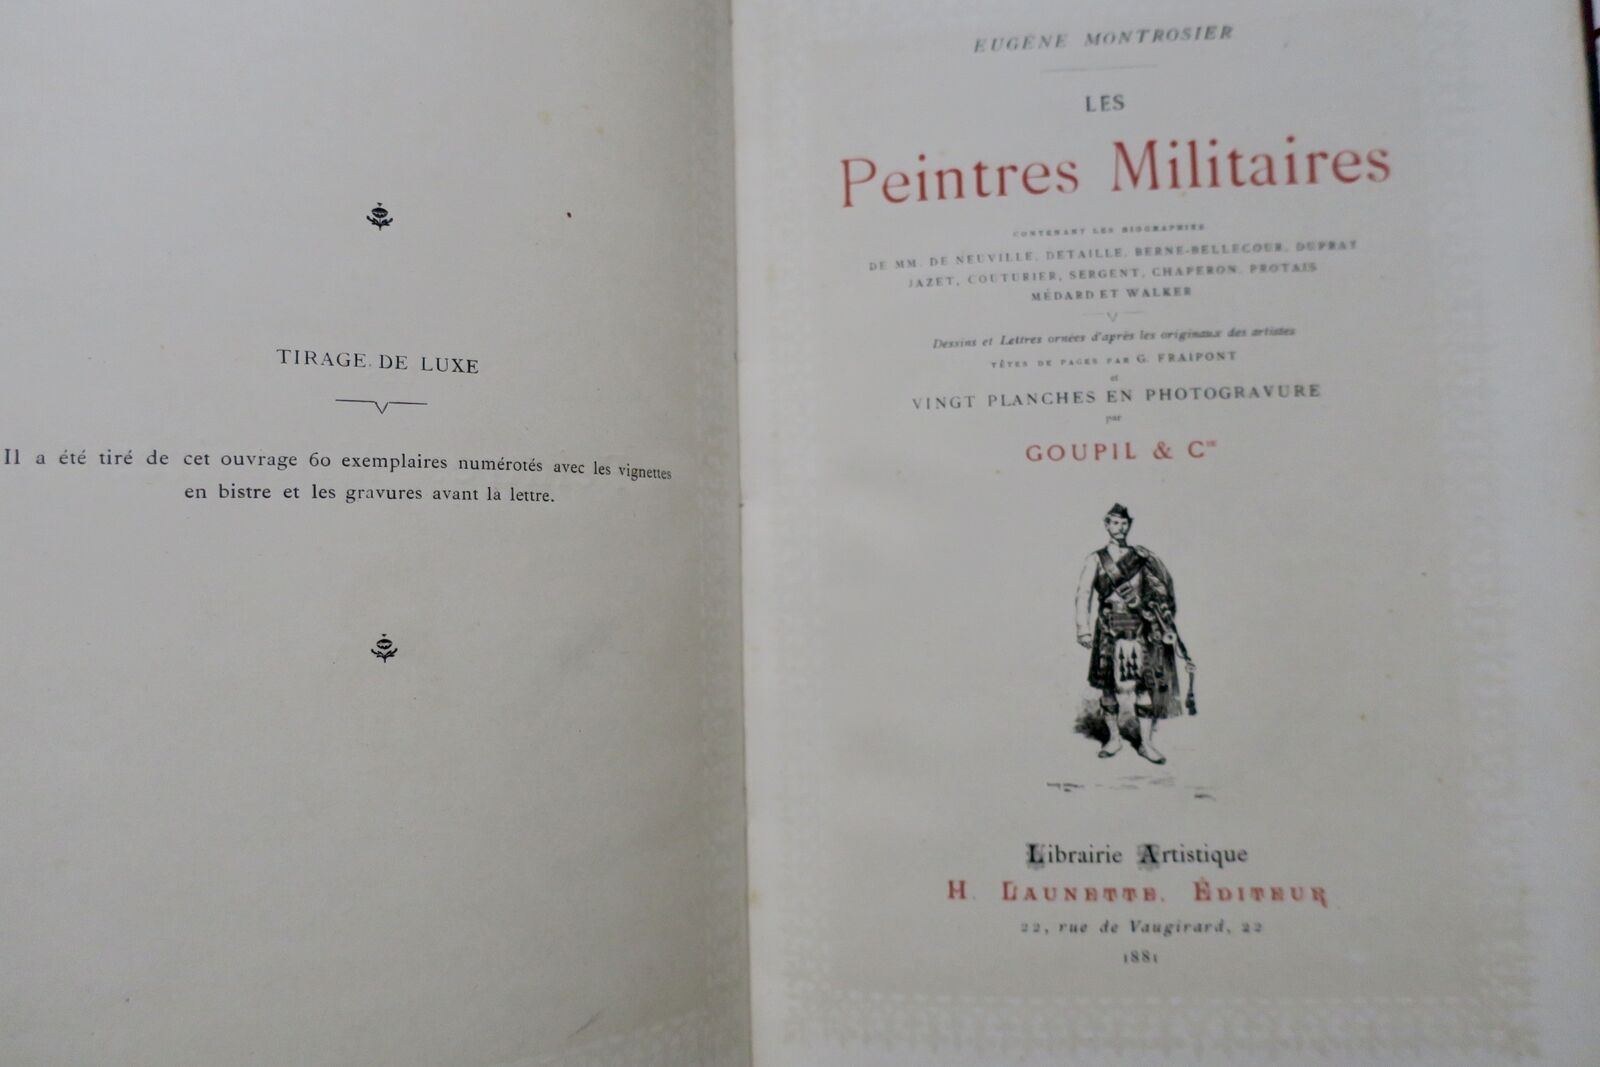 TIRAGE DE LUXE
Il a été tiré de cet ouvrage 60 exemplaires numérotés avec les vignettes
en bistre et les gravures avant la lettre.
EUGÈNE MONTROSIER
LES
Peintres Militaires
CONTENANT LES BIOGRAPHIES
DE MM. DE NEUVILLE, DETAILLE, BERNE-BELLECOUR, DUPRAY
JAZET, COUTURIER, SERGENT, CHAPERON, PROTAIS
MÉDARD ET WALKER
Dessins et Lettres ornées d'après les originaux des artistes
TÊTES DE PAGES PAR G. FRAIPONT
et
VINGT PLANCHES EN PHOTOGRAVURE
par
GOUPIL & Cie
Librairie Artistique
H. LAUNETTE, ÉDITEUR
22, rue de Vaugirard, 22
1881